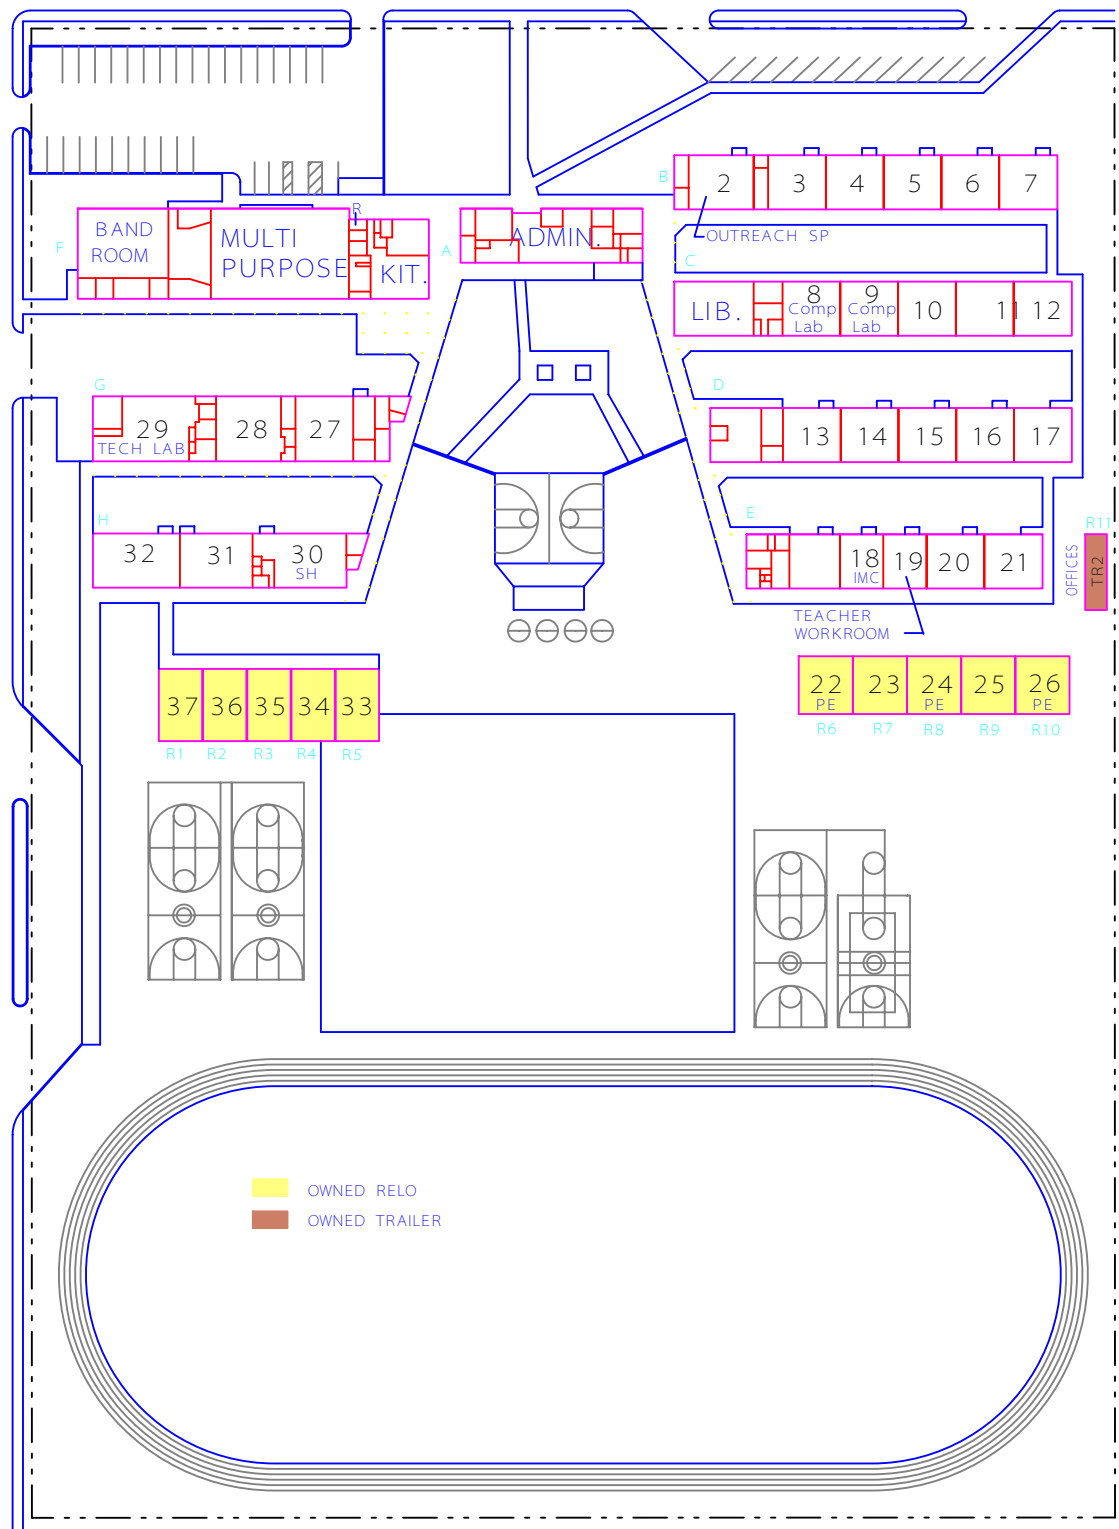 B
2
3
4
5
6
7
OUTREACH SP
R
F
BAND
ROOM
MULTI
PURPOSE
KIT.
A
ADMIN.
C
LIB.
8
Comp
Lab
9
Comp
Lab
10
11
12
G
29
TECH LAB
28
27
D
13
14
15
16
17
H
32
31
30
SH
E
18
IMC
19
20
21
TEACHER
WORKROOM
R11
OFFICES
TR2
37
36
35
34
33
R1
R2
R3
R4
R5
22
PE
23
24
PE
25
26
PE
R6
R7
R8
R9
R10
OWNED RELO
OWNED TRAILER